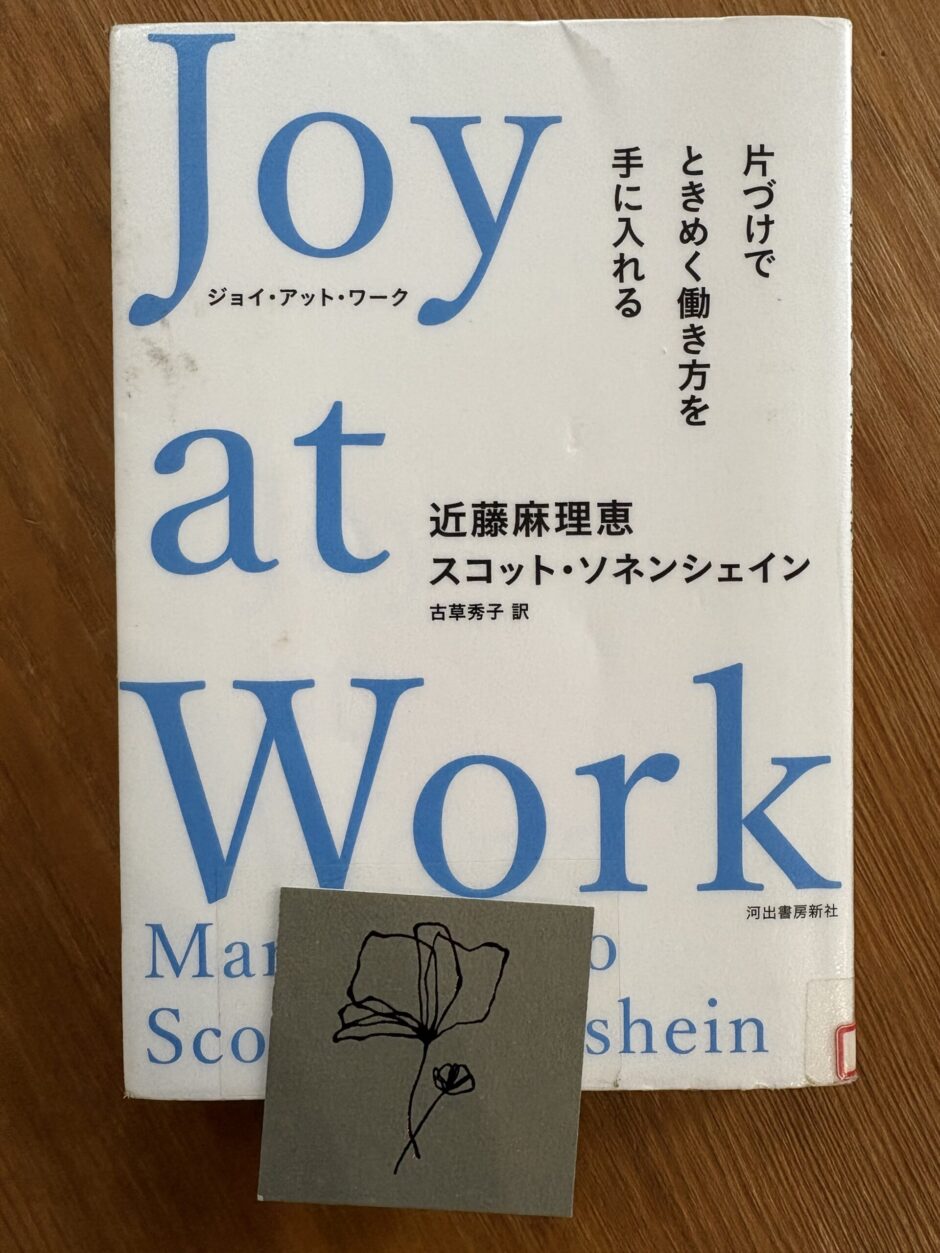 Joy
ジョイ・アット・ワーク
片づけで
ときめく働き方を
手に入れる
at
近藤麻理恵
スコット・ソネンシェイン
古草秀子 訳
Work
河出書房新社
Sco shein